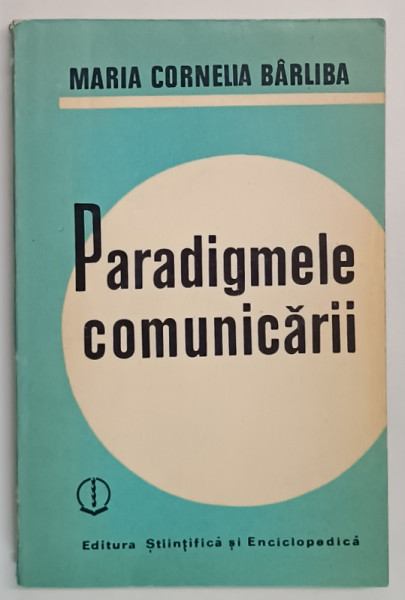 MARIA CORNELIA BÂRLIBA
Paradigmele
comunicării
Editura Științifică și Enciclopedică